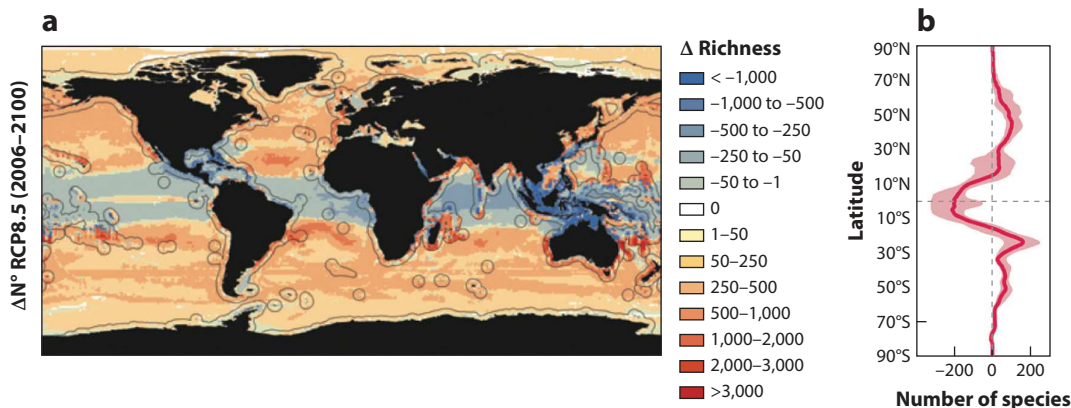 a
ΔN° RCP8.5 (2006–2100)
Δ Richness
< –1,000
–1,000 to –500
–500 to –250
–250 to –50
–50 to –1
0
1–50
50–250
250–500
500–1,000
1,000–2,000
2,000–3,000
>3,000
b
Latitude
90°N
70°N
50°N
30°N
10°N
10°S
30°S
50°S
70°S
90°S
–200
0
200
Number of species